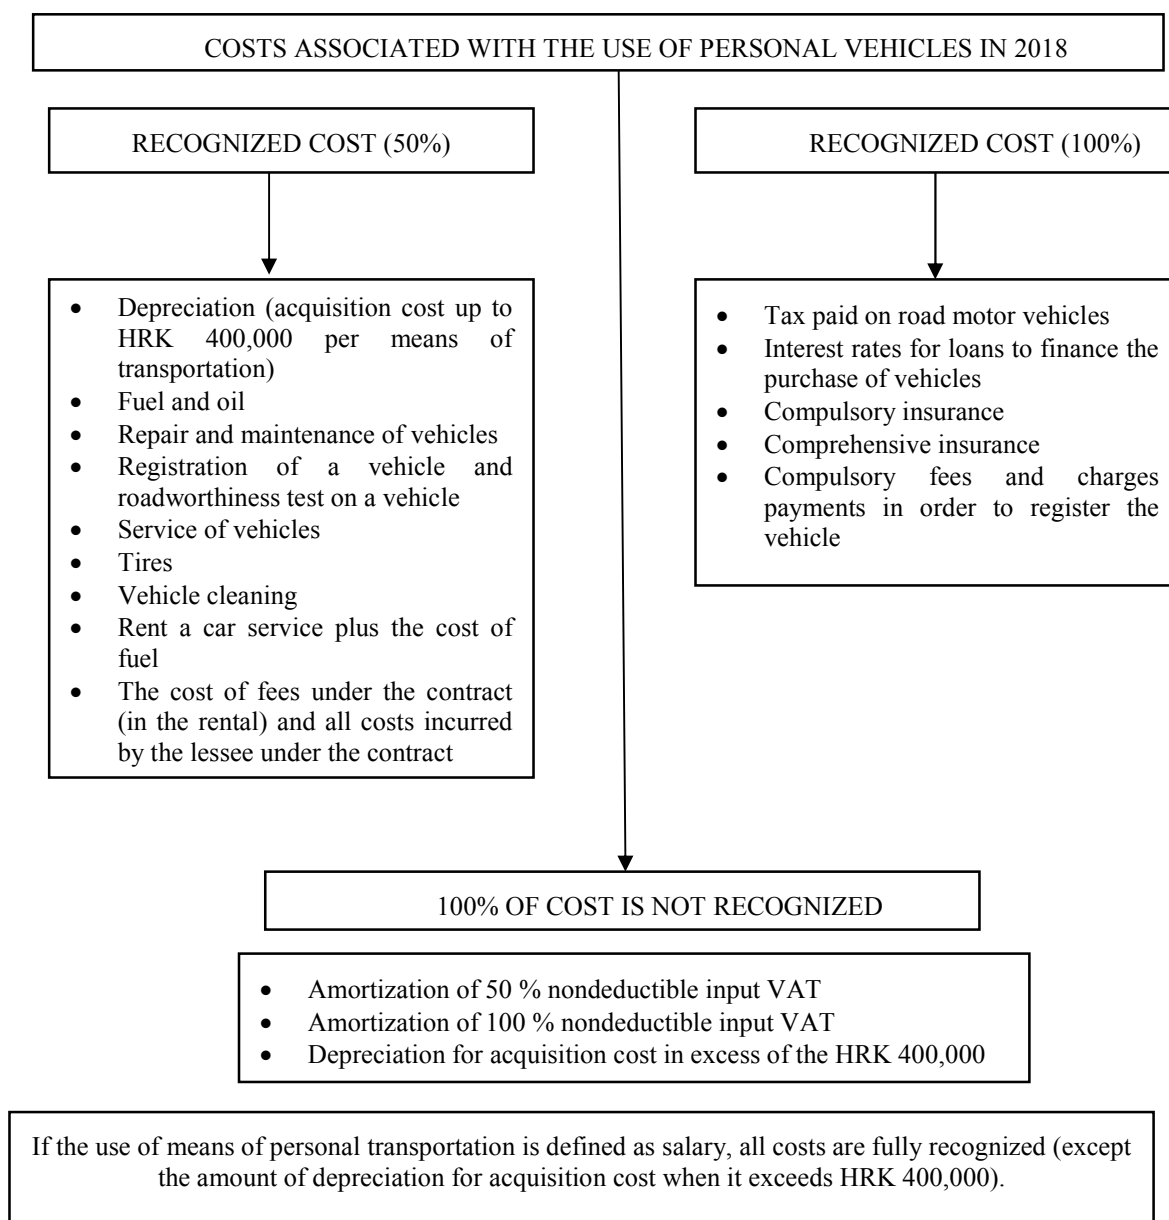 COSTS ASSOCIATED WITH THE USE OF PERSONAL VEHICLES IN 2018
RECOGNIZED COST (50%)
• Depreciation (acquisition cost up to
HRK 400,000 per means of
transportation)
• Fuel and oil
• Repair and maintenance of vehicles
• Registration of a vehicle and
roadworthiness test on a vehicle
• Service of vehicles
• Tires
• Vehicle cleaning
• Rent a car service plus the cost of
fuel
• The cost of fees under the contract
(in the rental) and all costs incurred
by the lessee under the contract
RECOGNIZED COST (100%)
• Tax paid on road motor vehicles
• Interest rates for loans to finance the
purchase of vehicles
• Compulsory insurance
• Comprehensive insurance
• Compulsory fees and charges
payments in order to register the
vehicle
100% OF COST IS NOT RECOGNIZED
• Amortization of 50 % nondeductible input VAT
• Amortization of 100 % nondeductible input VAT
• Depreciation for acquisition cost in excess of the HRK 400,000
If the use of means of personal transportation is defined as salary, all costs are fully recognized (except
the amount of depreciation for acquisition cost when it exceeds HRK 400,000).